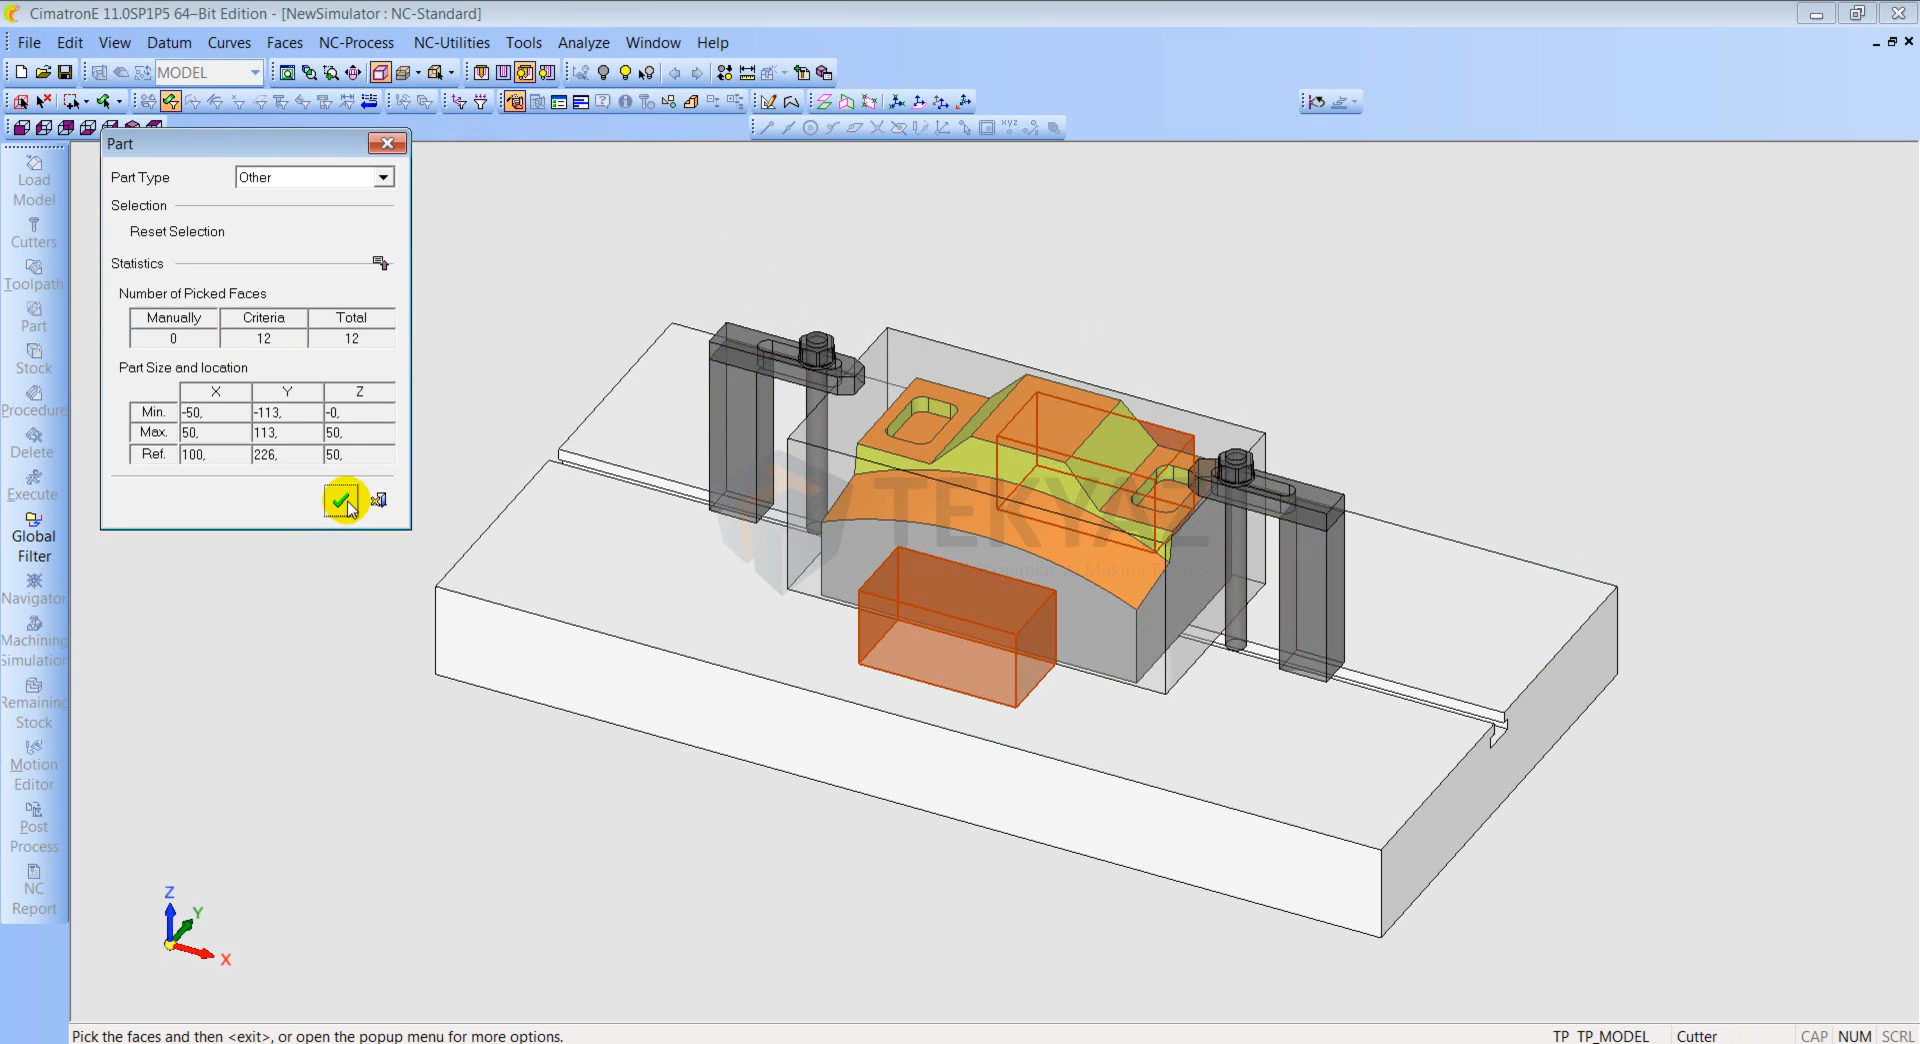 CimatronE 11.0SP1P5 64-Bit Edition - [NewSimulator : NC-Standard]
File Edit View Datum Curves Faces NC-Process NC-Utilities Tools Analyze Window Help
MODEL
Load
Model
Cutters
Toolpath
Part
Stock
Procedure
Delete
Execute
Global
Filter
Navigator
Machining
Simulation
Remaining
Stock
Motion
Editor
Post
Process
NC
Report
Part
Part Type Other
Selection
Reset Selection
Statistics
Number of Picked Faces
Manually Criteria Total
0 12 12
Part Size and location
X Y Z
Min. -50, -113, -0,
Max. 50, 113, 50,
Ref. 100, 226, 50,
TEKYAZ
Z
Y
X
Pick the faces and then <exit>, or open the popup menu for more options.
TP TP_MODEL Cutter CAP NUM SCRL